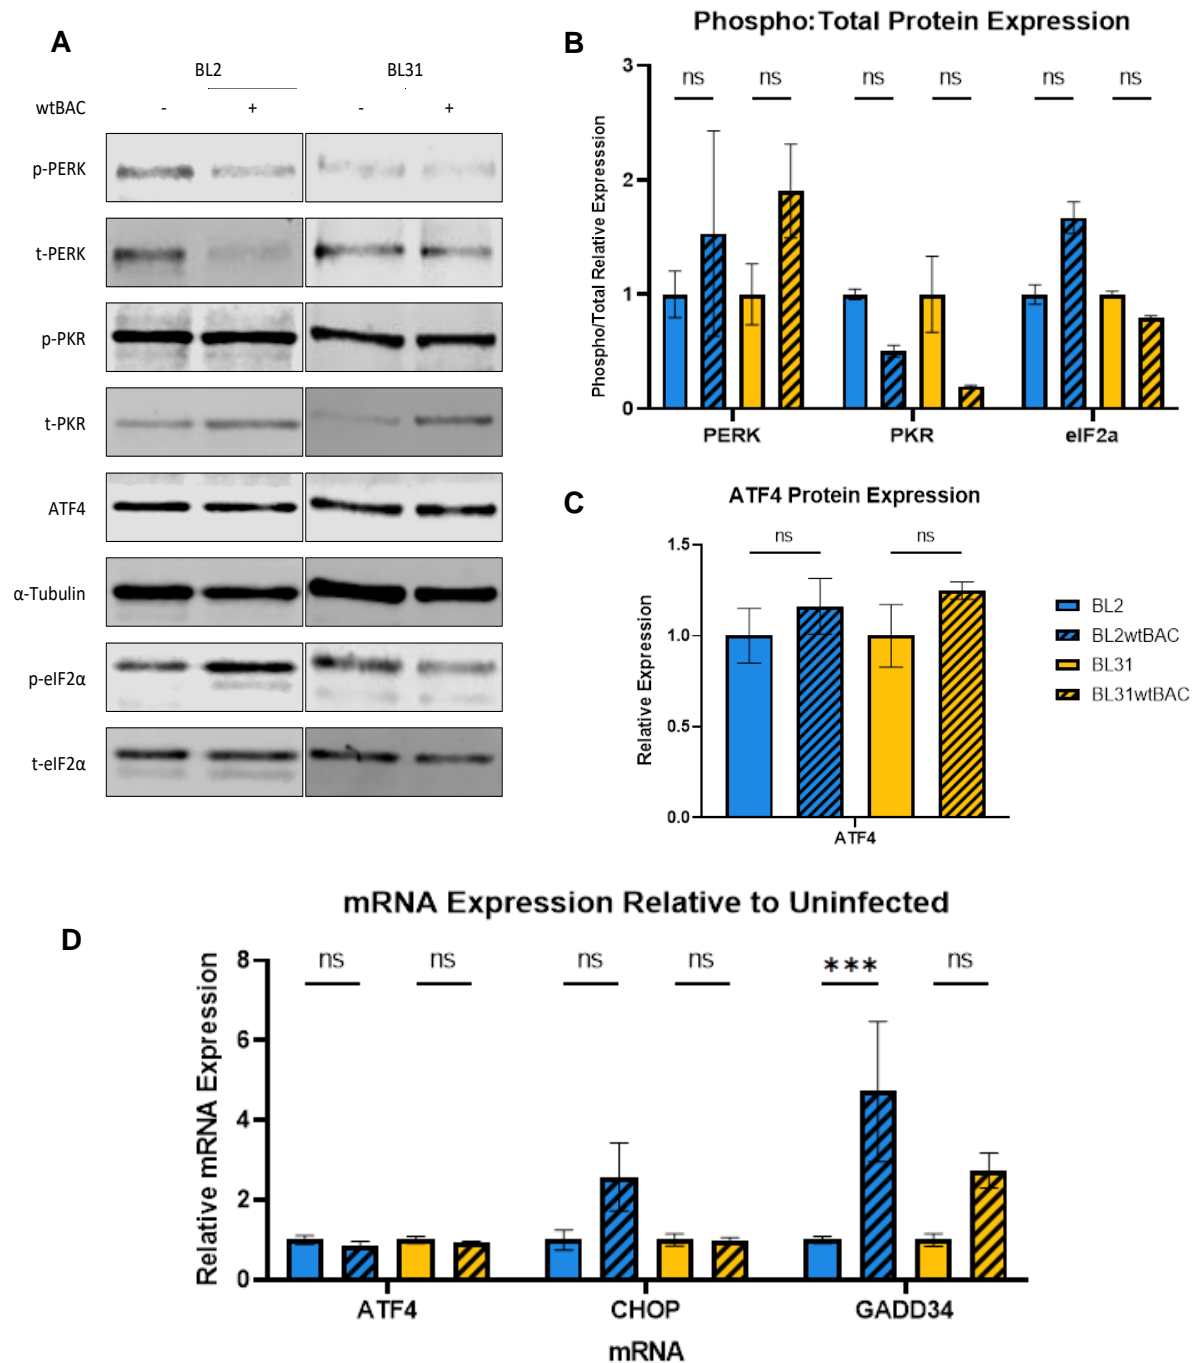 A
BL2 BL31
wtBAC - + - +
p-PERK
t-PERK
p-PKR
t-PKR
ATF4
α-Tubulin
p-eIF2α
t-eIF2α
B
Phospho:Total Protein Expression
Phospho/Total Relative Expresssion
3
2
1
0
ns ns ns ns ns ns
PERK PKR eIF2a
C
ATF4 Protein Expression
Relative Expression
1.5
1.0
0.5
0.0
ns ns
ATF4
BL2
BL2wtBAC
BL31
BL31wtBAC
D
mRNA Expression Relative to Uninfected
Relative mRNA Expression
8
6
4
2
0
ns ns ns ns *** ns
ATF4 CHOP GADD34
mRNA